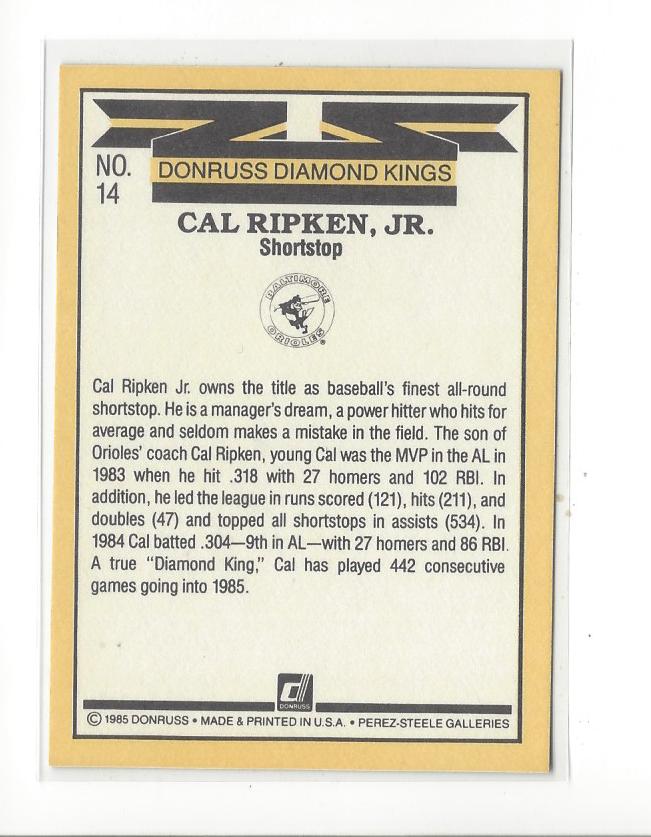 NO.
14
DONRUSS DIAMOND KINGS
CAL RIPKEN, JR.
Shortstop
BALTIMORE
ORIOLES
®
Cal Ripken Jr. owns the title as baseball's finest all-round
shortstop. He is a manager's dream, a power hitter who hits for
average and seldom makes a mistake in the field. The son of
Orioles' coach Cal Ripken, young Cal was the MVP in the AL in
1983 when he hit .318 with 27 homers and 102 RBI. In
addition, he led the league in runs scored (121), hits (211), and
doubles (47) and topped all shortstops in assists (534). In
1984 Cal batted .304—9th in AL—with 27 homers and 86 RBI.
A true "Diamond King," Cal has played 442 consecutive
games going into 1985.
d
DONRUSS
© 1985 DONRUSS • MADE & PRINTED IN U.S.A. • PEREZ-STEELE GALLERIES